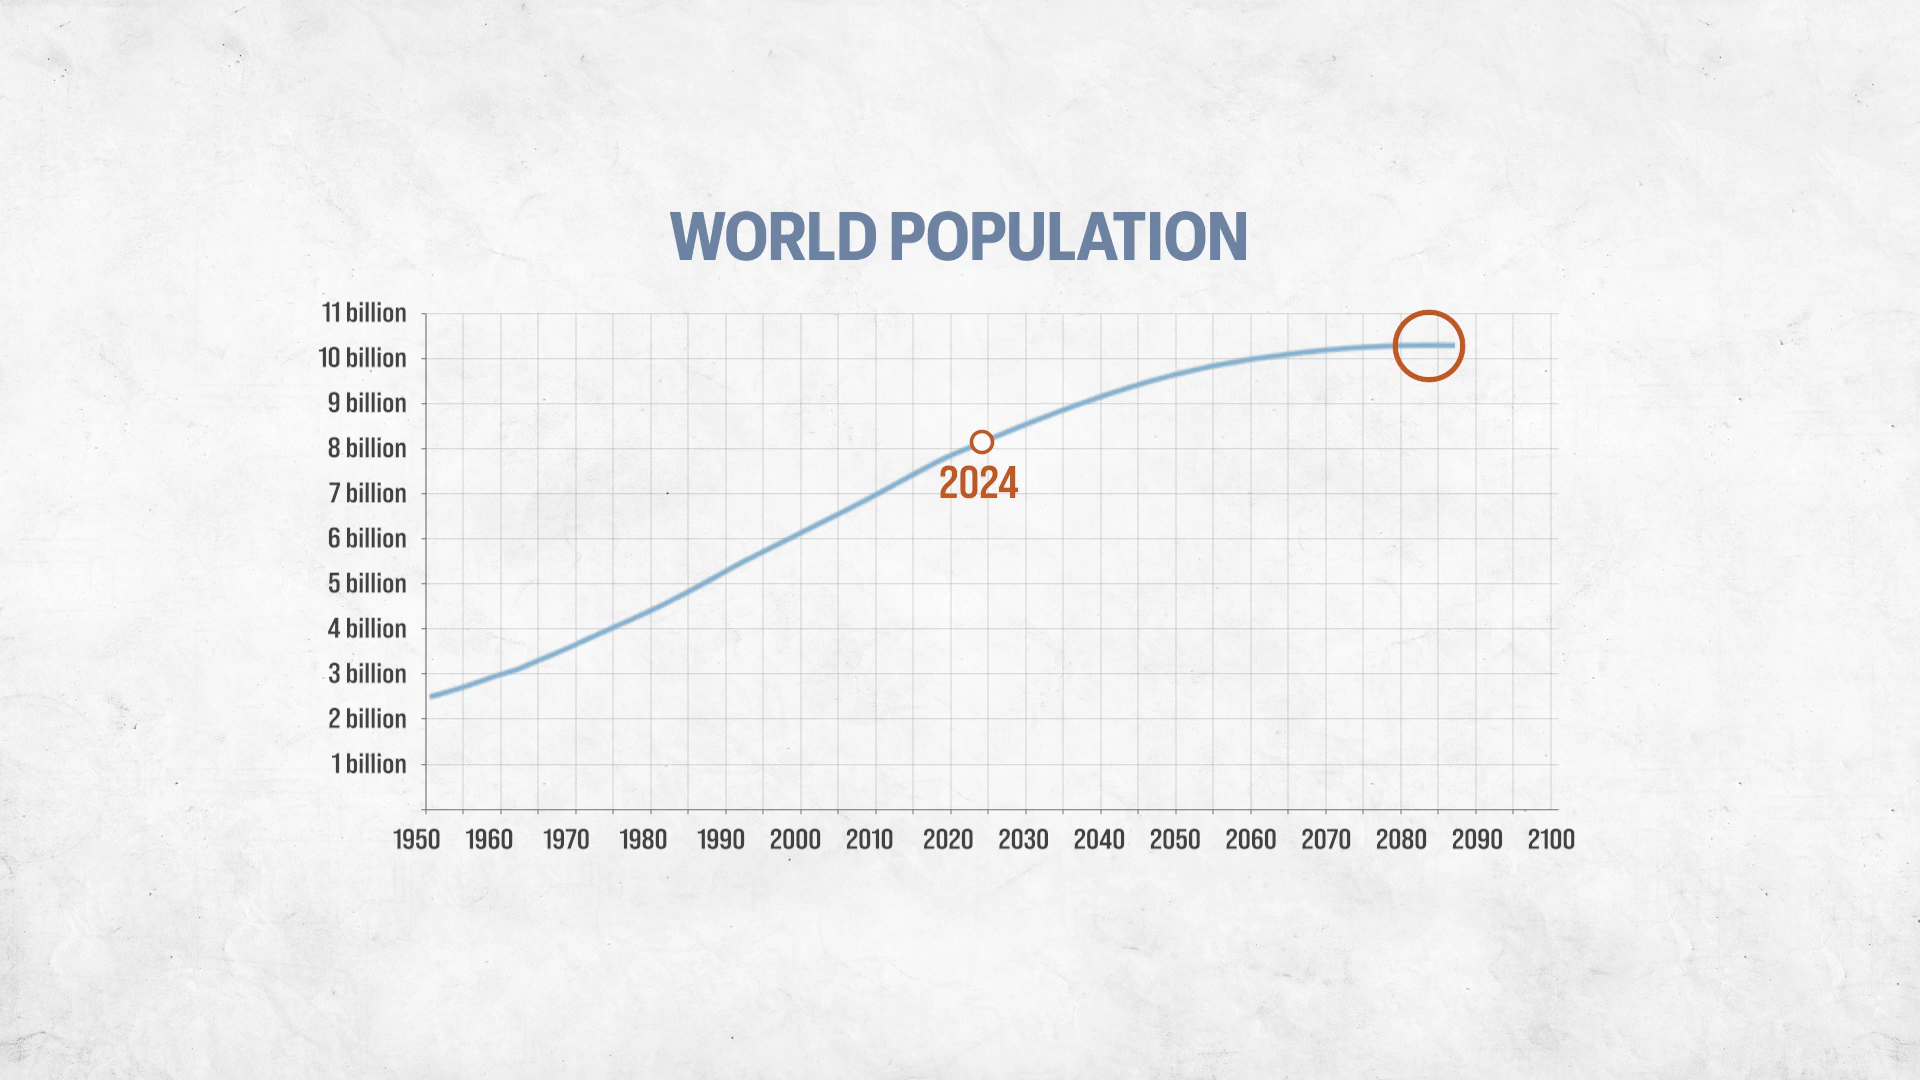 WORLD POPULATION
11 billion
10 billion
9 billion
8 billion
7 billion
6 billion
5 billion
4 billion
3 billion
2 billion
1 billion
2024
1950 1960 1970 1980 1990 2000 2010 2020 2030 2040 2050 2060 2070 2080 2090 2100